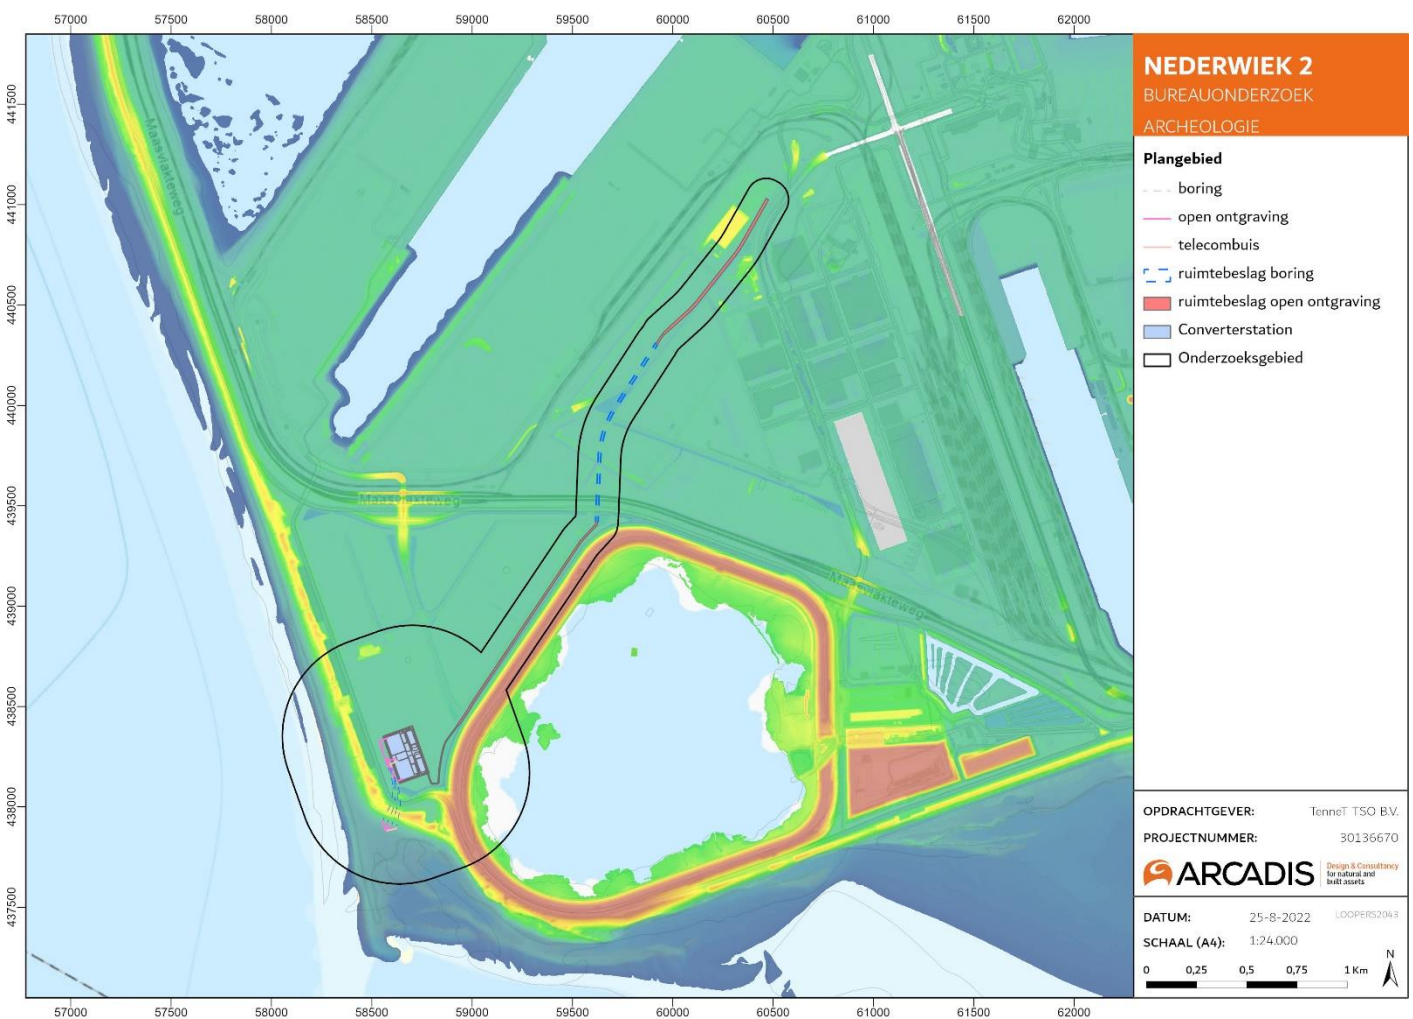 57000 57500 58000 58500 59000 59500 60000 60500 61000 61500 62000
441500
441000
440500
440000
439500
439000
438500
438000
437500
Maasvlakteweg
Maasvlakteweg
Maasvlakteweg
57000 57500 58000 58500 59000 59500 60000 60500 61000 61500 62000
NEDERWIEK 2
BUREAUONDERZOEK
ARCHEOLOGIE
Plangebied
boring
open ontgraving
telecombuis
ruimtebeslag boring
ruimtebeslag open ontgraving
Converterstation
Onderzoeksgebied
OPDRACHTGEVER: TenneT TSO B.V.
PROJECTNUMMER: 30136670
ARCADIS
Design & Consultancy
for natural and
built assets
DATUM: 25-8-2022 LOOPERS2043
SCHAAL (A4): 1:24.000
N
0 0,25 0,5 0,75 1 Km